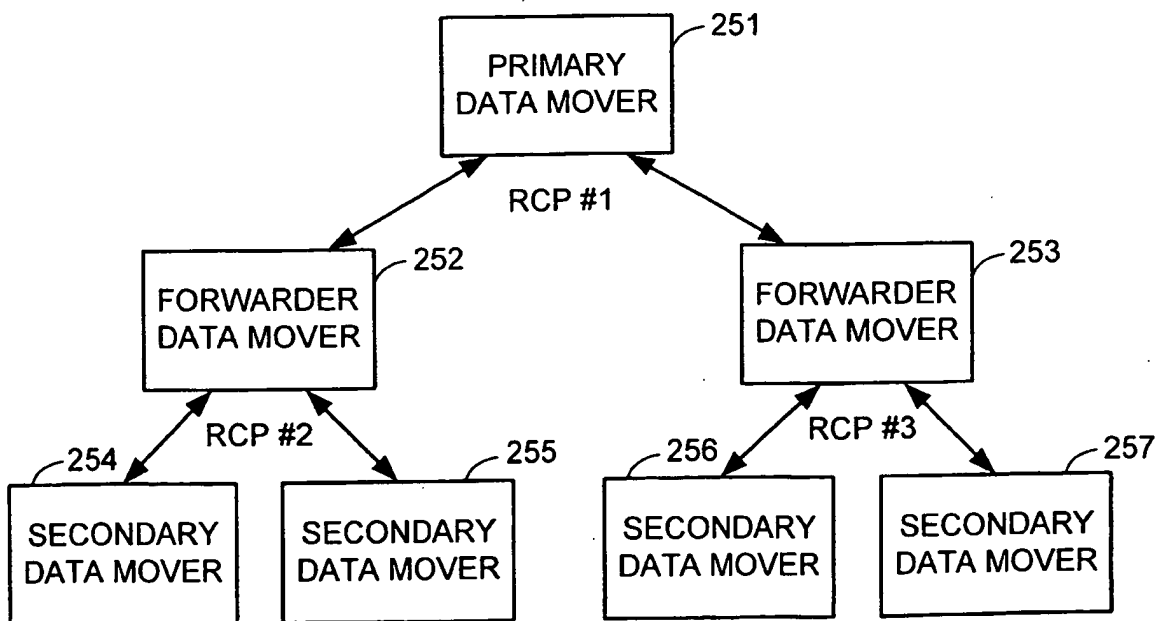 251
PRIMARY
DATA MOVER
RCP #1
252
253
FORWARDER
DATA MOVER
FORWARDER
DATA MOVER
RCP #2
RCP #3
254
255
256
257
SECONDARY
DATA MOVER
SECONDARY
DATA MOVER
SECONDARY
DATA MOVER
SECONDARY
DATA MOVER